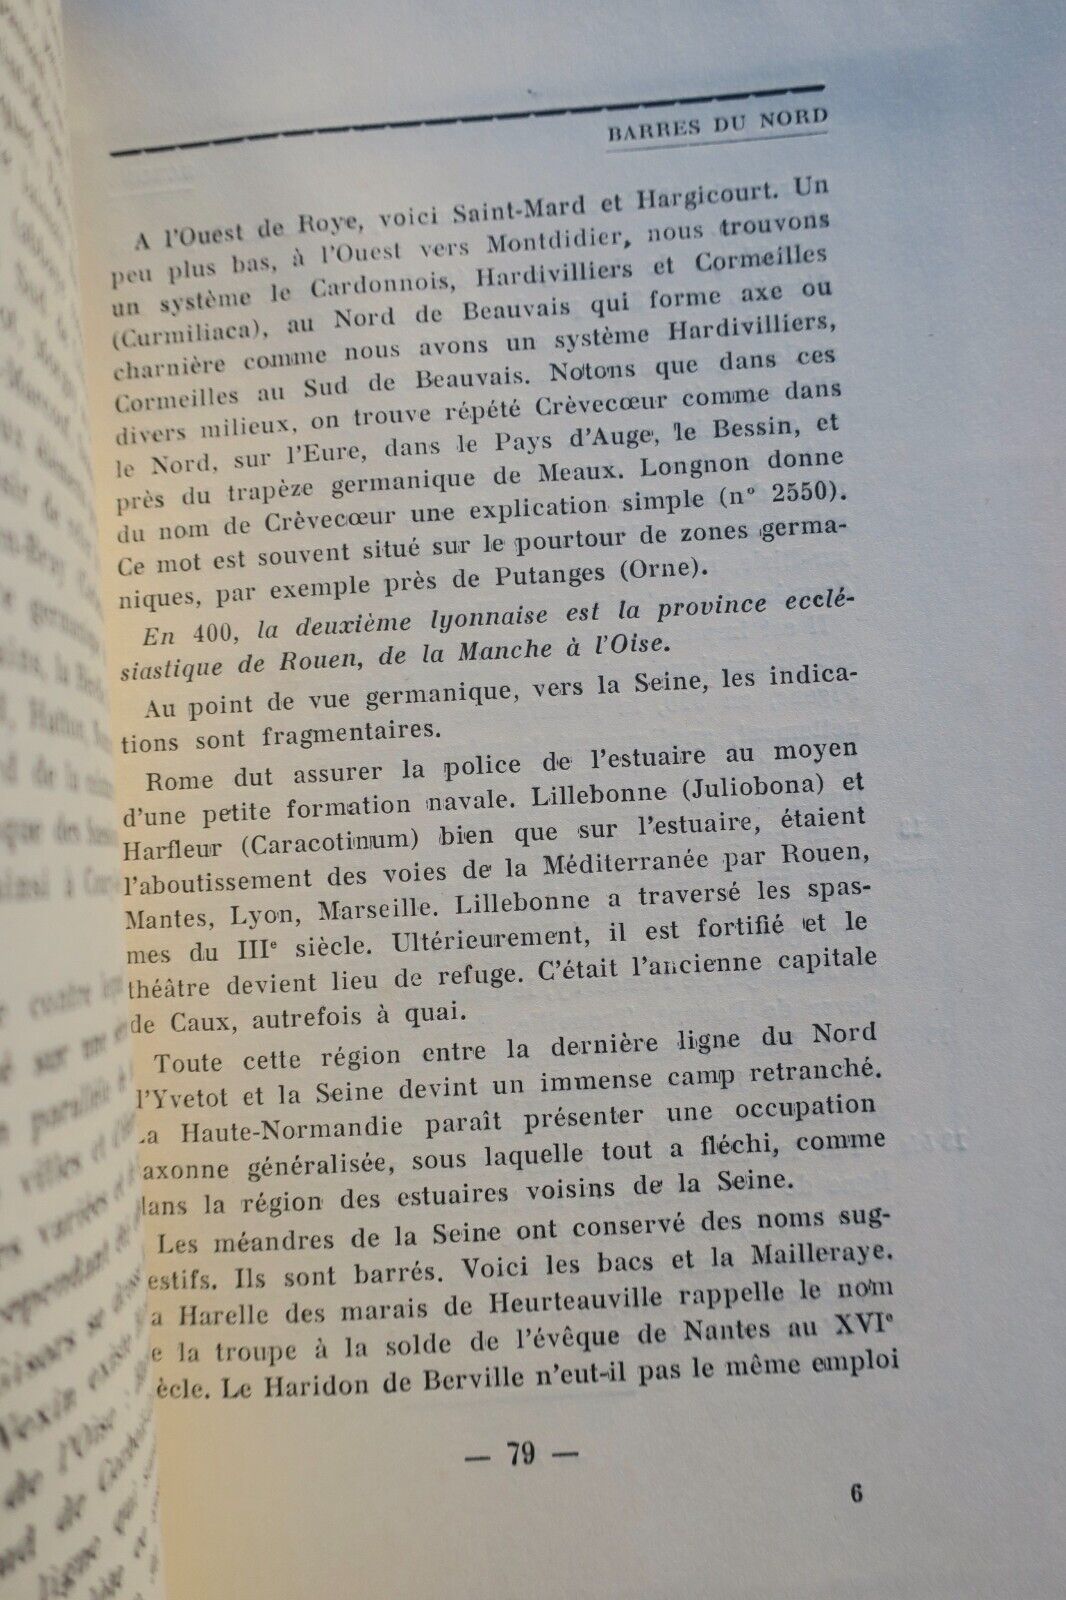 BARRES DU NORD
A l'Ouest de Roye, voici Saint-Mard et Hargicourt. Un
peu plus bas, à l'Ouest vers Montdidier, nous trouvons
un système le Cardonnois, Hardivilliers et Cormeilles
(Curmiliaca), au Nord de Beauvais qui forme axe ou
charnière comme nous avons un système Hardivilliers,
Cormeilles au Sud de Beauvais. Notons que dans ces
divers milieux, on trouve répété Crèvecœur comme dans
le Nord, sur l'Eure, dans le Pays d'Auge, le Bessin, et
près du trapèze germanique de Meaux. Longnon donne
du nom de Crèvecœur une explication simple (n° 2550).
Ce mot est souvent situé sur le pourtour de zones germa-
niques, par exemple près de Putanges (Orne).
En 400, la deuxième lyonnaise est la province ecclé-
siastique de Rouen, de la Manche à l'Oise.
Au point de vue germanique, vers la Seine, les indica-
tions sont fragmentaires.
Rome dut assurer la police de l'estuaire au moyen
d'une petite formation navale. Lillebonne (Juliobona) et
Harfleur (Caracotinum) bien que sur l'estuaire, étaient
l'aboutissement des voies de la Méditerranée par Rouen,
Mantes, Lyon, Marseille. Lillebonne a traversé les spas-
mes du IIIe siècle. Ultérieurement, il est fortifié et le
théâtre devient lieu de refuge. C'était l'ancienne capitale
de Caux, autrefois à quai.
Toute cette région entre la dernière ligne du Nord
l'Yvetot et la Seine devint un immense camp retranché.
a Haute-Normandie paraît présenter une occupation
axonne généralisée, sous laquelle tout a fléchi, comme
lans la région des estuaires voisins de la Seine.
Les méandres de la Seine ont conservé des noms sug-
estifs. Ils sont barrés. Voici les bacs et la Mailleraye.
a Harelle des marais de Heurteauville rappelle le nom
e la troupe à la solde de l'évêque de Nantes au XVIe
ècle. Le Haridon de Berville n'eut-il pas le même emploi
— 79 —
6